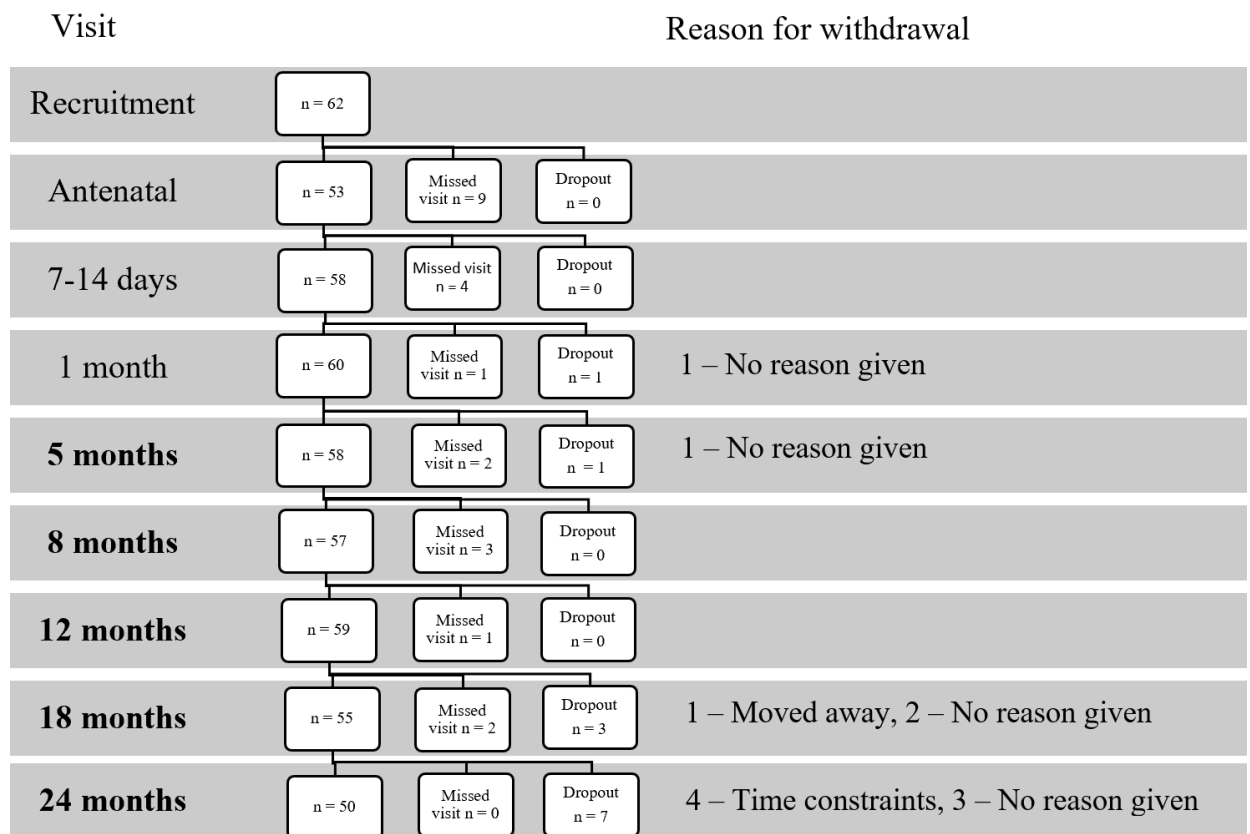 Visit
Reason for withdrawal
Recruitment
n = 62
Antenatal
n = 53
Missed
visit n = 9
Dropout
n = 0
7-14 days
n = 58
Missed visit
n = 4
Dropout
n = 0
1 month
n = 60
Missed
visit n = 1
Dropout
n = 1
1 – No reason given
5 months
n = 58
Missed
visit n = 2
Dropout
n = 1
1 – No reason given
8 months
n = 57
Missed
visit n = 3
Dropout
n = 0
12 months
n = 59
Missed
visit n = 1
Dropout
n = 0
18 months
n = 55
Missed
visit n = 2
Dropout
n = 3
1 – Moved away, 2 – No reason given
24 months
n = 50
Missed
visit n = 0
Dropout
n = 7
4 – Time constraints, 3 – No reason given